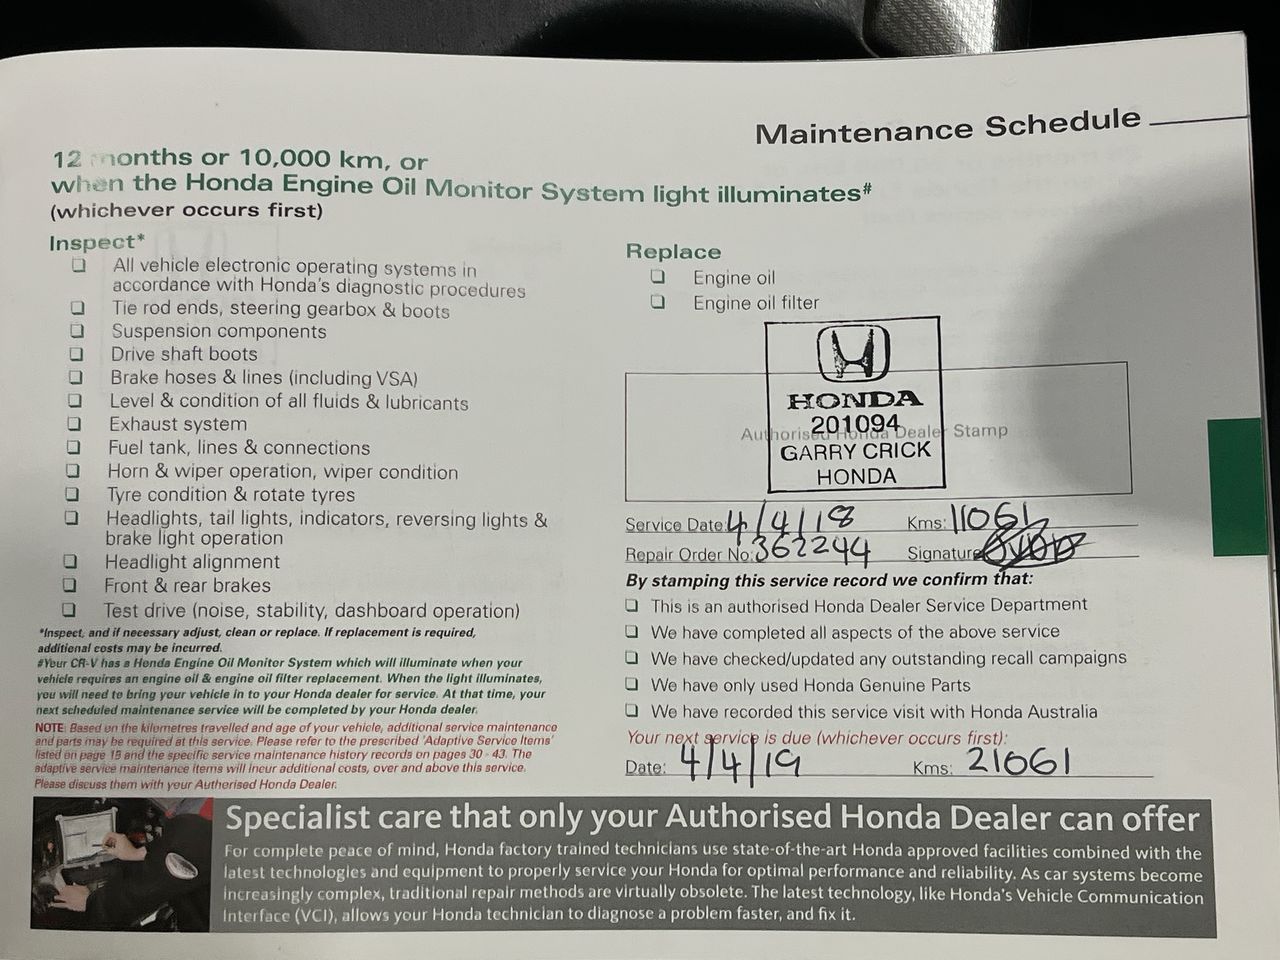 Maintenance Schedule
12 months or 10,000 km, or
when the Honda Engine Oil Monitor System light illuminates#
(whichever occurs first)
Inspect*
All vehicle electronic operating systems in
accordance with Honda's diagnostic procedures
Tie rod ends, steering gearbox & boots
Suspension components
Drive shaft boots
Brake hoses & lines (including VSA)
Level & condition of all fluids & lubricants
Exhaust system
Fuel tank, lines & connections
Horn & wiper operation, wiper condition
Tyre condition & rotate tyres
Headlights, tail lights, indicators, reversing lights &
brake light operation
Headlight alignment
Front & rear brakes
Test drive (noise, stability, dashboard operation)
*Inspect, and if necessary adjust, clean or replace. If replacement is required,
additional costs may be incurred.
#Your CR-V has a Honda Engine Oil Monitor System which will illuminate when your
vehicle requires an engine oil & engine oil filter replacement. When the light illuminates,
you will need to bring your vehicle in to your Honda dealer for service. At that time, your
next scheduled maintenance service will be completed by your Honda dealer.
NOTE: Based on the kilometres travelled and age of your vehicle, additional service maintenance
and parts may be required at this service. Please refer to the prescribed 'Adaptive Service Items'
listed on page 15 and the specific service maintenance history records on pages 30 - 43. The
adaptive service maintenance items will incur additional costs, over and above this service.
Please discuss them with your Authorised Honda Dealer.
Replace
Engine oil
Engine oil filter
HONDA
201094
Authorised Honda Dealer Stamp
GARRY CRICK
HONDA
Service Date: 4/4/18 Kms: 11061
Repair Order No: 362244 Signature
By stamping this service record we confirm that:
This is an authorised Honda Dealer Service Department
We have completed all aspects of the above service
We have checked/updated any outstanding recall campaigns
We have only used Honda Genuine Parts
We have recorded this service visit with Honda Australia
Your next service is due (whichever occurs first):
Date: 4/4/19 Kms: 21061
Specialist care that only your Authorised Honda Dealer can offer
For complete peace of mind, Honda factory trained technicians use state-of-the-art Honda approved facilities combined with the
latest technologies and equipment to properly service your Honda for optimal performance and reliability. As car systems become
increasingly complex, traditional repair methods are virtually obsolete. The latest technology, like Honda's Vehicle Communication
Interface (VCI), allows your Honda technician to diagnose a problem faster, and fix it.